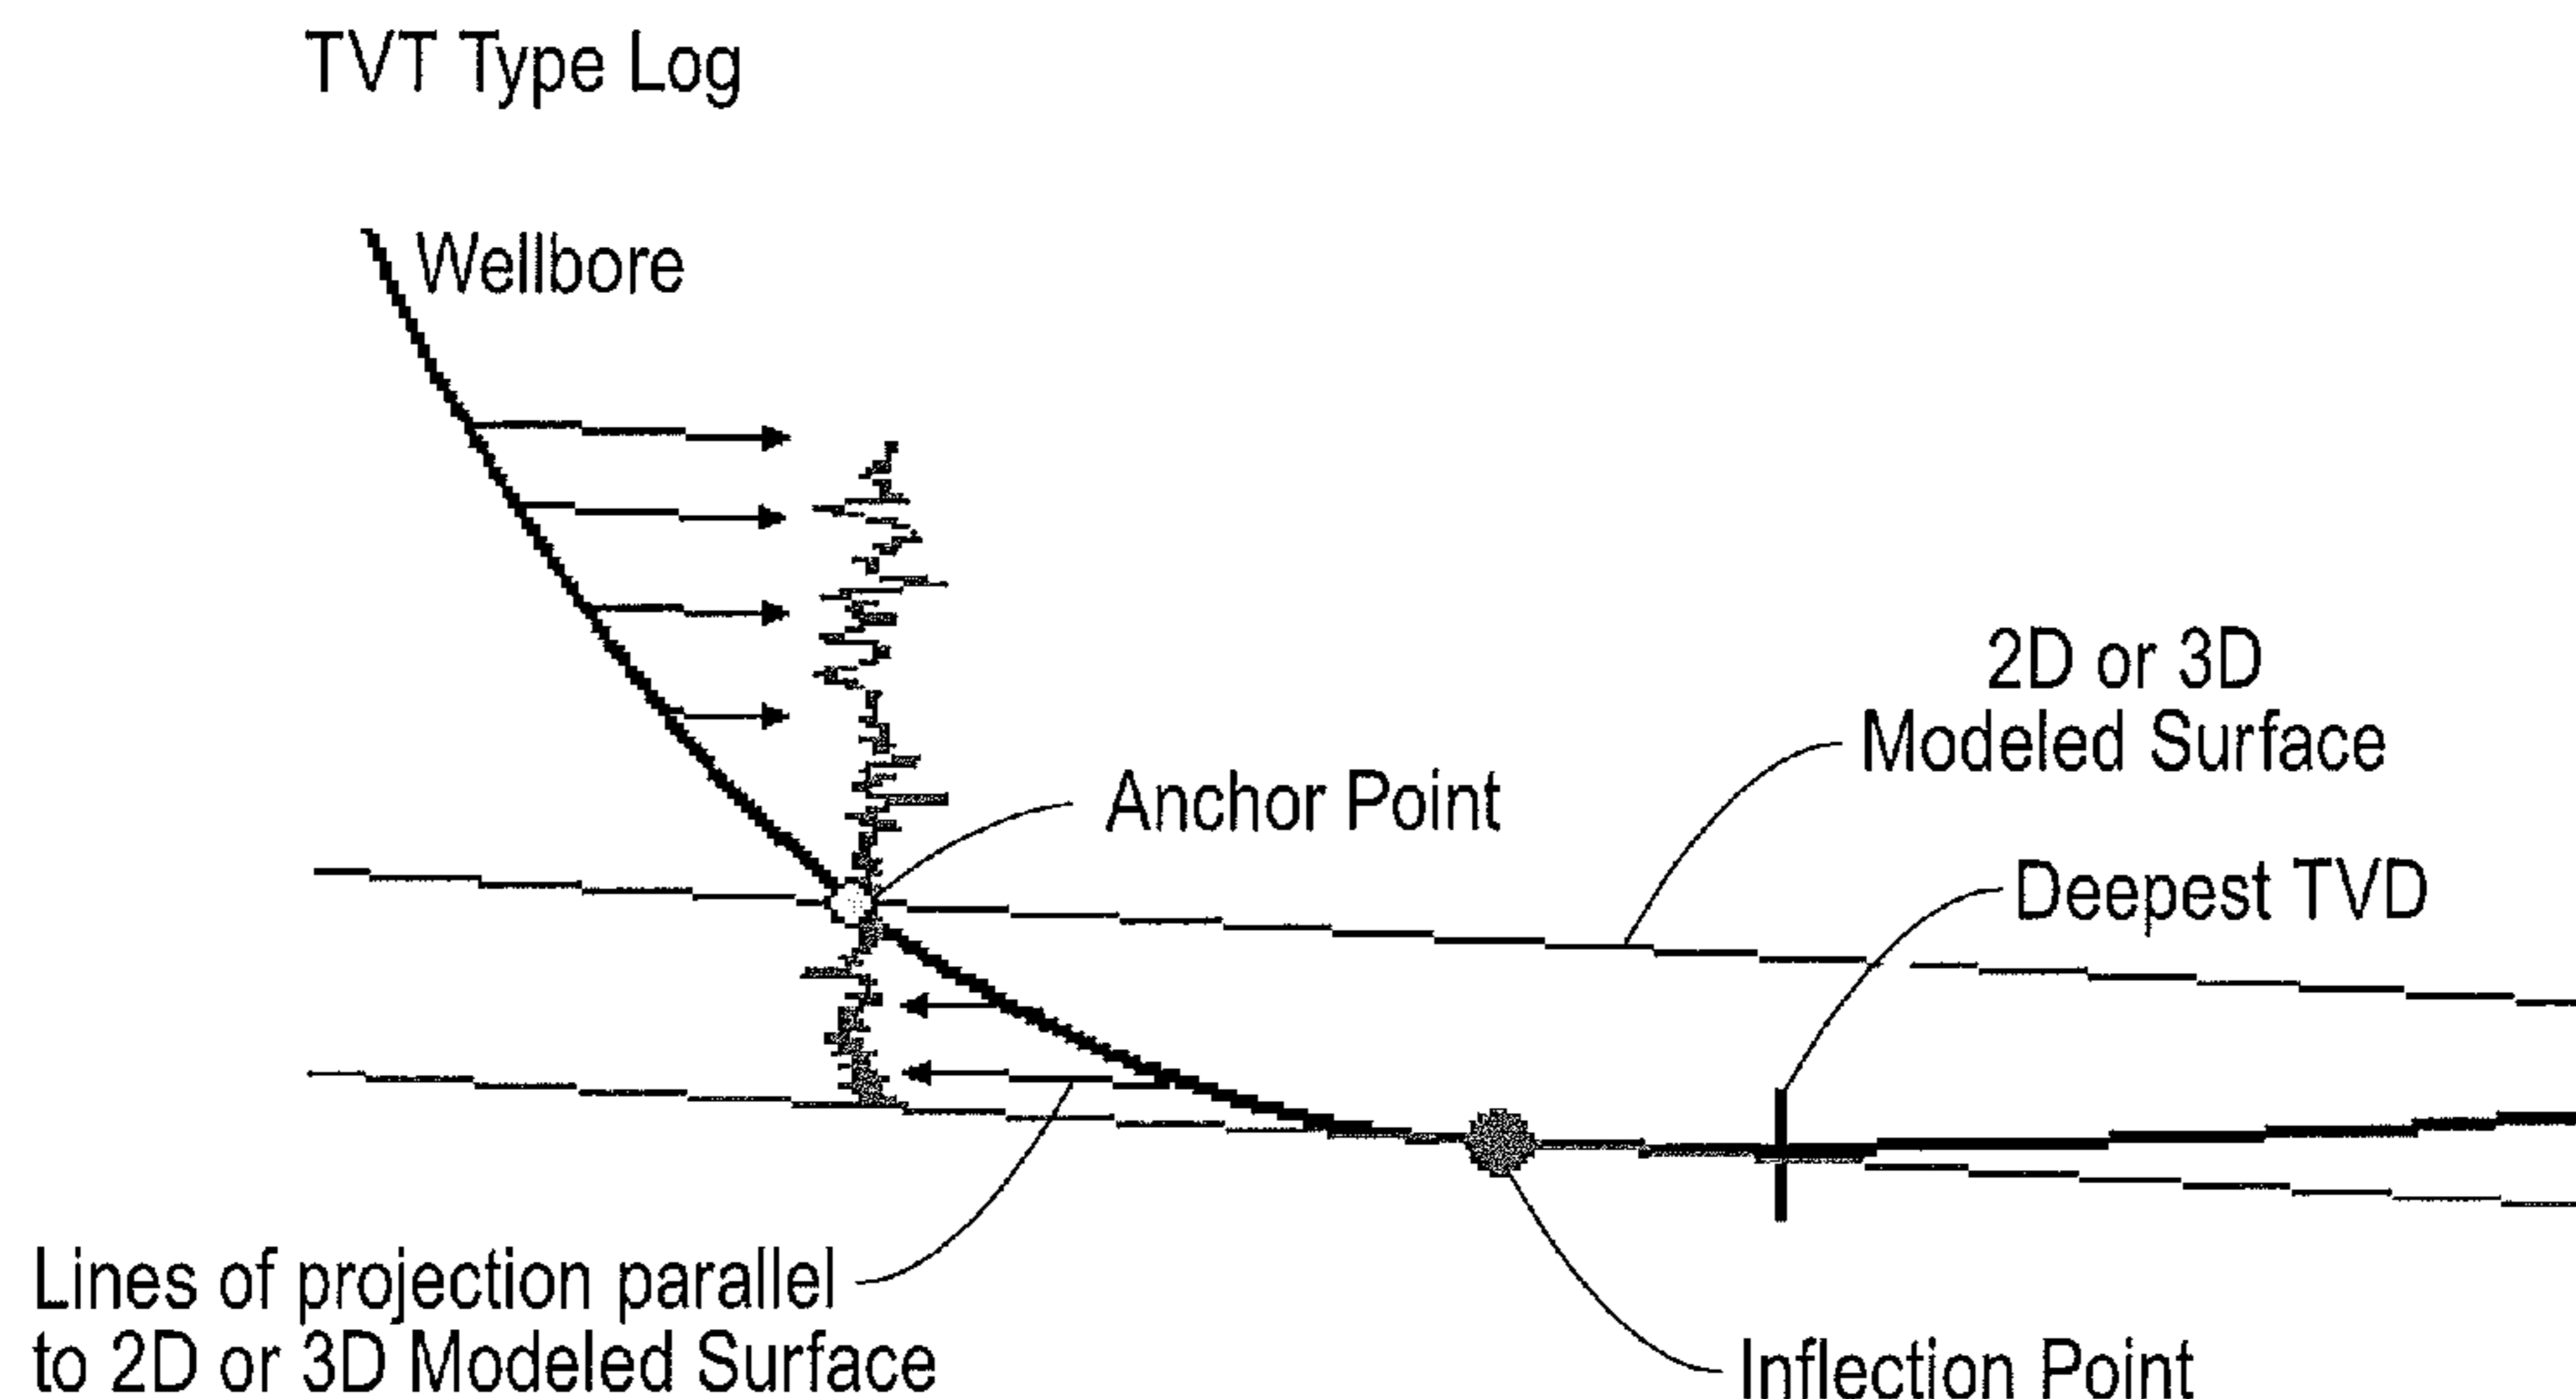 TVT Type Log
Wellbore
2D or 3D
Modeled Surface
Anchor Point
Deepest TVD
Lines of projection parallel
to 2D or 3D Modeled Surface
Inflection Point